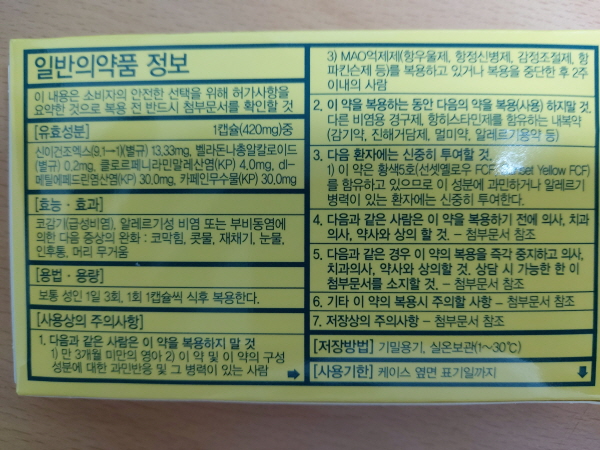 일반의약품 정보
이 내용은 소비자의 안전한 선택을 위해 허가사항을
요약한 것으로 복용 전 반드시 첨부문서를 확인할 것
[유효성분] 1캡슐(420mg)중
신이건조엑스(9.1→1)(별규) 13.33mg, 벨라돈나총알칼로이드
(별규) 0.2mg, 클로르페니라민말레산염(KP) 4.0mg, dl-
메틸에페드린염산염(KP) 30.0mg, 카페인무수물(KP) 30.0mg
[효능·효과]
코감기(급성비염), 알레르기성 비염 또는 부비동염에
의한 다음 증상의 완화 : 코막힘, 콧물, 재채기, 눈물,
인후통, 머리 무거움
[용법·용량]
보통 성인 1일 3회, 1회 1캡슐씩 식후 복용한다.
[사용상의 주의사항]
1. 다음과 같은 사람은 이 약을 복용하지 말 것
1) 만 3개월 미만의 영아 2) 이 약 및 이 약의 구성
성분에 대한 과민반응 및 그 병력이 있는 사람
3) MAO억제제(항우울제, 항정신병제, 감정조절제, 항
파킨슨제 등)를 복용하고 있거나 복용을 중단한 후 2주
이내의 사람
2. 이 약을 복용하는 동안 다음의 약을 복용(사용) 하지말것.
다른 비염용 경구제, 항히스타민제를 함유하는 내복약
(감기약, 진해거담제, 멀미약, 알레르기용약 등)
3. 다음 환자에는 신중히 투여할 것.
1) 이 약은 황색5호(선셋옐로우 FCF, Sunset Yellow FCF)
를 함유하고 있으므로 이 성분에 과민하거나 알레르기
병력이 있는 환자에는 신중히 투여한다.
4. 다음과 같은 사람은 이 약을 복용하기 전에 의사, 치과
의사, 약사와 상의 할 것. - 첨부문서 참조
5. 다음과 같은 경우 이 약의 복용을 즉각 중지하고 의사,
치과의사, 약사와 상의할 것. 상담 시 가능한 한 이
첨부문서를 소지할 것. - 첨부문서 참조
6. 기타 이 약의 복용시 주의할 사항 - 첨부문서 참조
7. 저장상의 주의사항 - 첨부문서 참조
[저장방법] 기밀용기, 실온보관(1~30℃)
[사용기한] 케이스 옆면 표기일까지